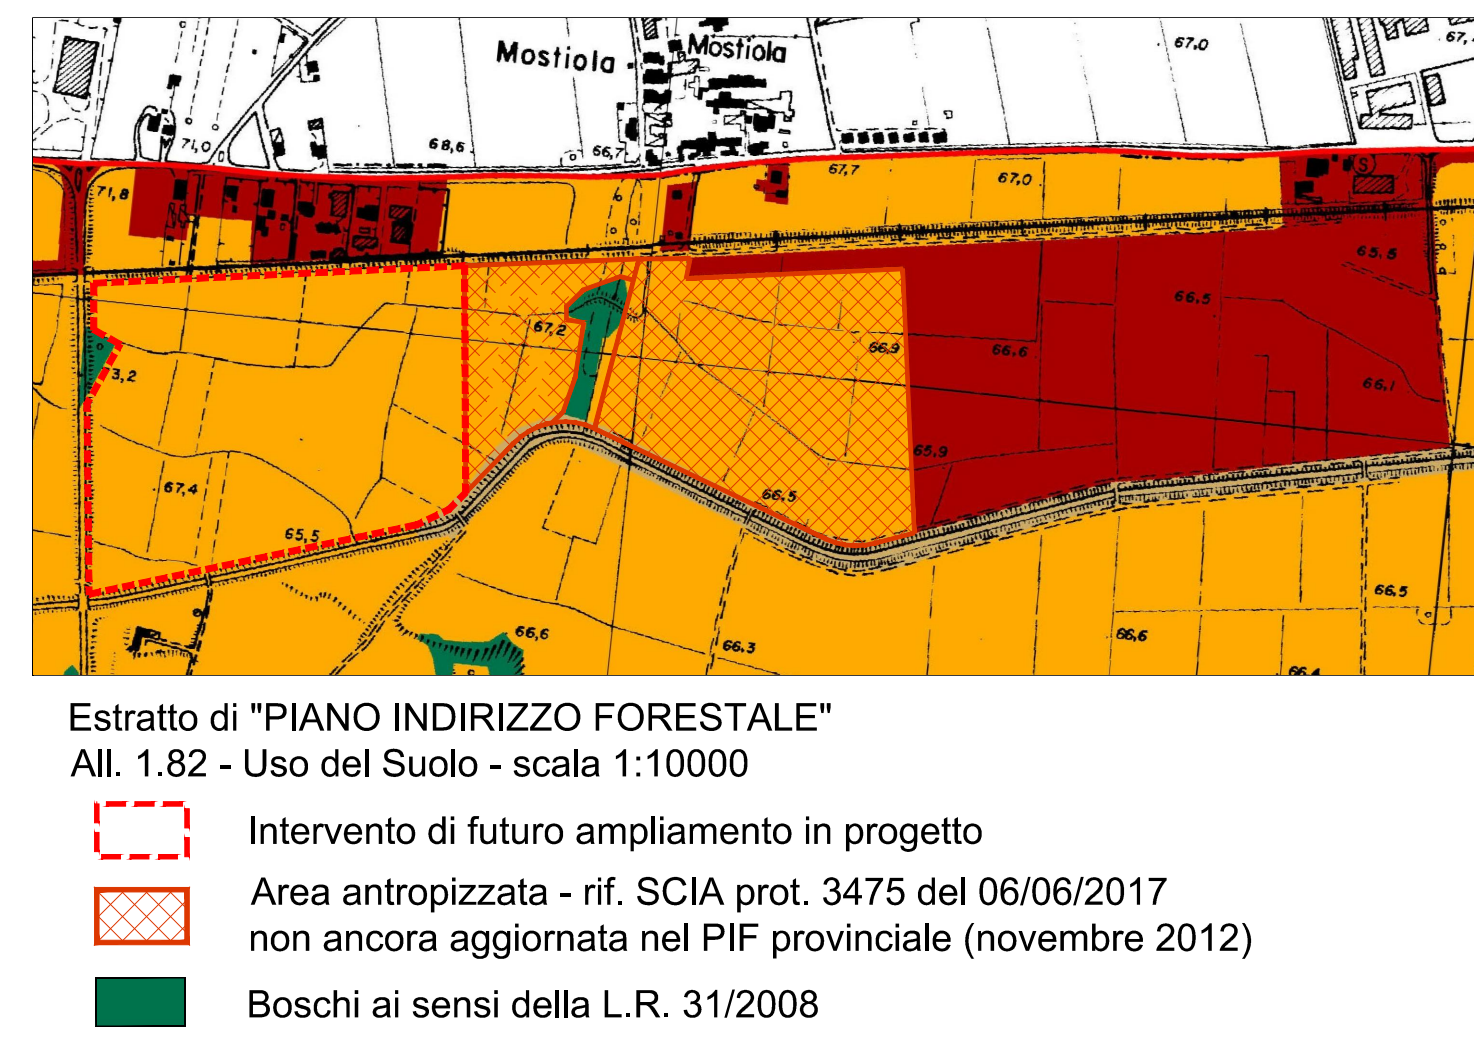 Mostiola
Mostiola
67.0
67,
71,0
68,6
66,7
67,7
67,0
S
71,8
65,5
67,2
66,5
66,9
66,6
66,1
3,2
65,9
67,4
66,5
65,5
66,5
66,6
66,6
66.3
66,4
Estratto di "PIANO INDIRIZZO FORESTALE"
All. 1.82 - Uso del Suolo - scala 1:10000
Intervento di futuro ampliamento in progetto
Area antropizzata - rif. SCIA prot. 3475 del 06/06/2017
non ancora aggiornata nel PIF provinciale (novembre 2012)
Boschi ai sensi della L.R. 31/2008